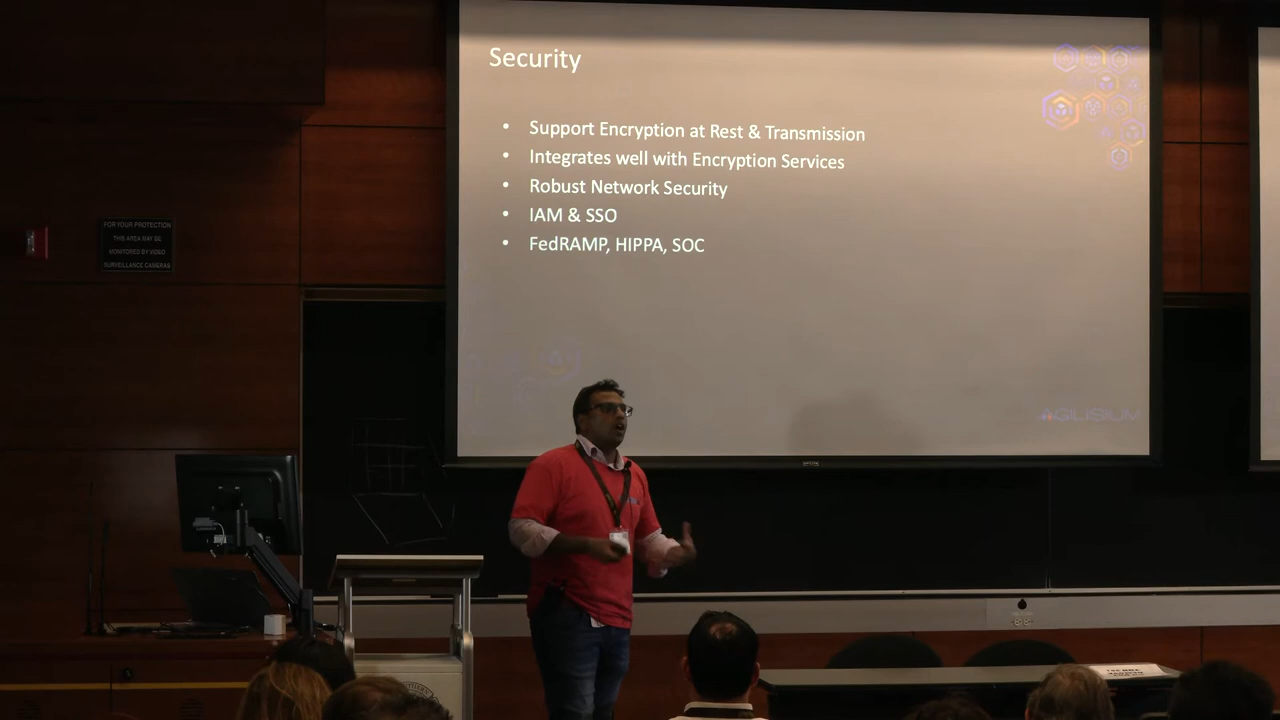 Security
• Support Encryption at Rest & Transmission
• Integrates well with Encryption Services
• Robust Network Security
• IAM & SSO
• FedRAMP, HIPPA, SOC
AGILISIUM
FOR YOUR PROTECTION
THIS AREA MAY BE
MONITORED BY VIDEO
SURVEILLANCE CAMERAS